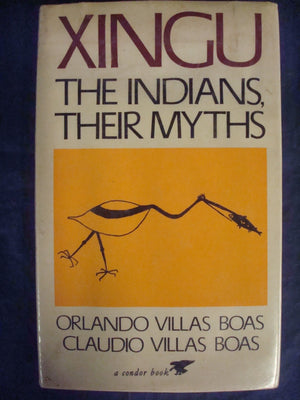 XINGU
THE INDIANS,
THEIR MYTHS
ORLANDO VILLAS BOAS
CLAUDIO VILLAS BOAS
a condor book